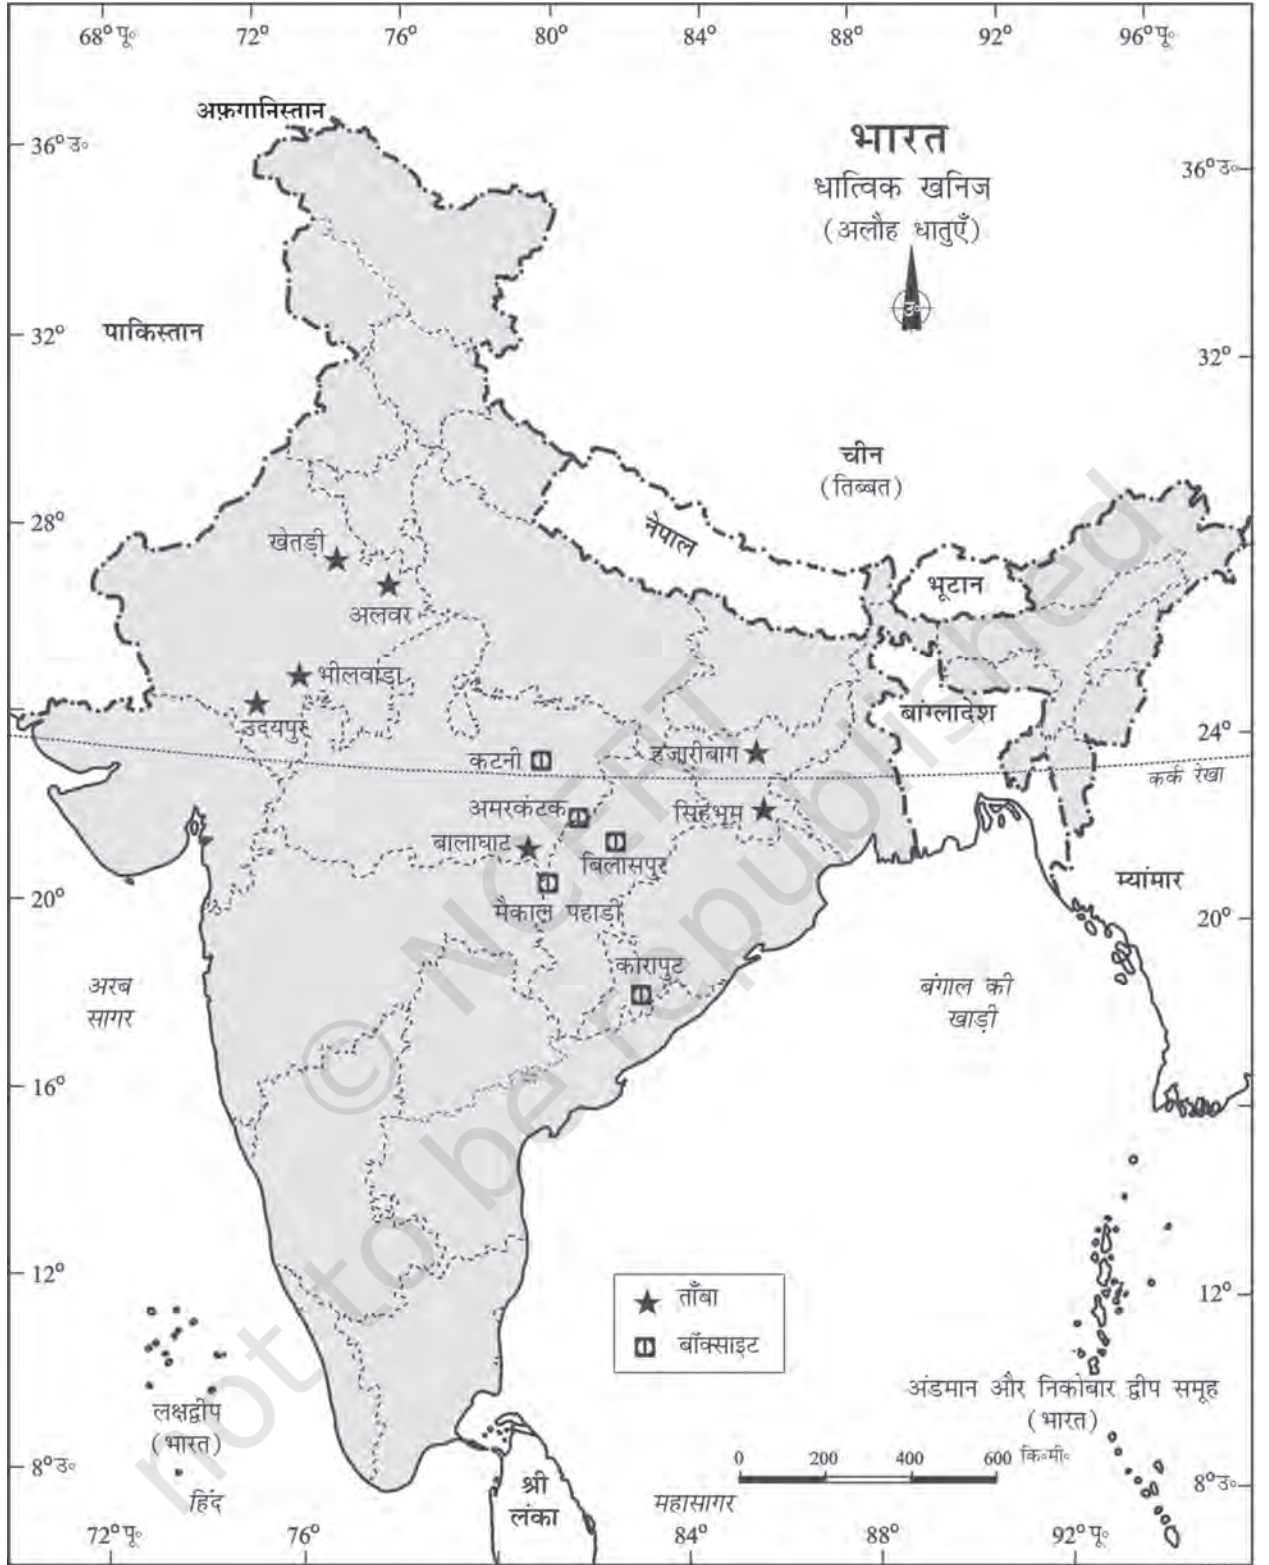 68° पू॰ 72° 76° 80° 84° 88° 92° 96° पू॰
अफ़गानिस्तान
36° उ॰
भारत
धात्विक खनिज
(अलौह धातुएँ)
36° उ॰
उ॰
पाकिस्तान
32°
32°
चीन
(तिब्बत)
28°
28°
नेपाल
भूटान
खेतड़ी
अलवर
भीलवाड़ा
उदयपुर
बांग्लादेश
24°
कटनी
हजारीबाग
कर्क रेखा
अमरकंटक
सिंहभूम
बालाघाट
बिलासपुर
म्यांमार
20°
20°
मैकाल पहाड़ी
कोरापुट
अरब
सागर
बंगाल की
खाड़ी
16°
12°
12°
ताँबा
बॉक्साइट
अंडमान और निकोबार द्वीप समूह
(भारत)
लक्षद्वीप
(भारत)
0 200 400 600 कि॰मी॰
8° उ॰
8° उ॰
श्री
लंका
हिंद
महासागर
72° पू॰ 76° 84° 88° 92° पू॰
© NCERT
not to be republished